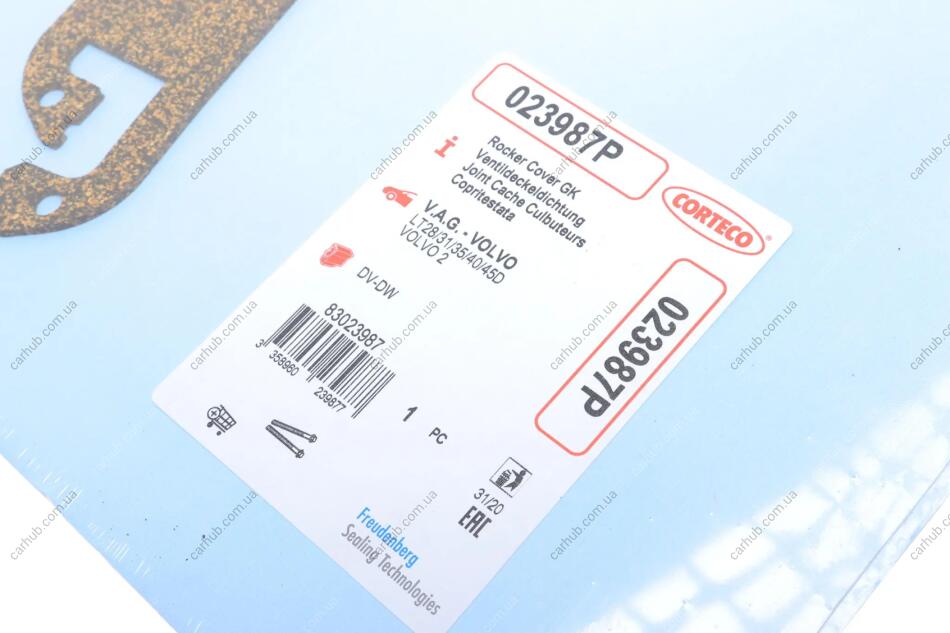 023987P
CORTECO
Rocker Cover GK
Ventildeckeldichtung
Joint Cache Culbuteurs
Copritestata
V.A.G. - VOLVO
LT28/31/35/40/45D
VOLVO 2
DV-DW
83023987
3 359960 239877
1 PC
023987P
31/20
EAC
Freudenberg
Sealing Technologies
carhub.com.ua